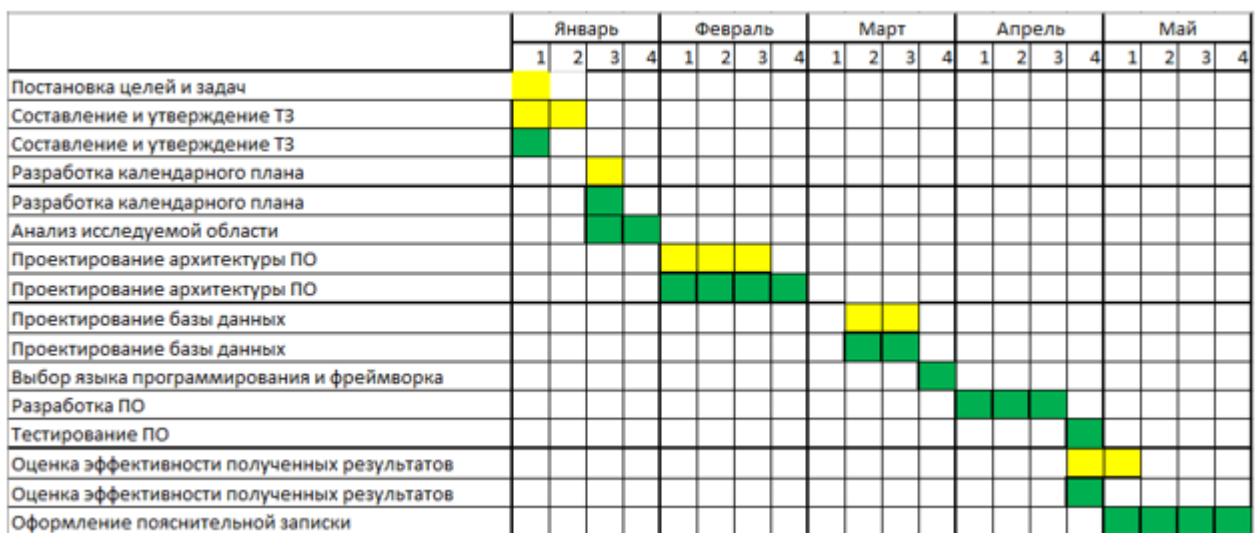 Январь Февраль Март Апрель Май
1 2 3 4 1 2 3 4 1 2 3 4 1 2 3 4 1 2 3 4
Постановка целей и задач
Составление и утверждение ТЗ
Составление и утверждение ТЗ
Разработка календарного плана
Разработка календарного плана
Анализ исследуемой области
Проектирование архитектуры ПО
Проектирование архитектуры ПО
Проектирование базы данных
Проектирование базы данных
Выбор языка программирования и фреймворка
Разработка ПО
Тестирование ПО
Оценка эффективности полученных результатов
Оценка эффективности полученных результатов
Оформление пояснительной записки